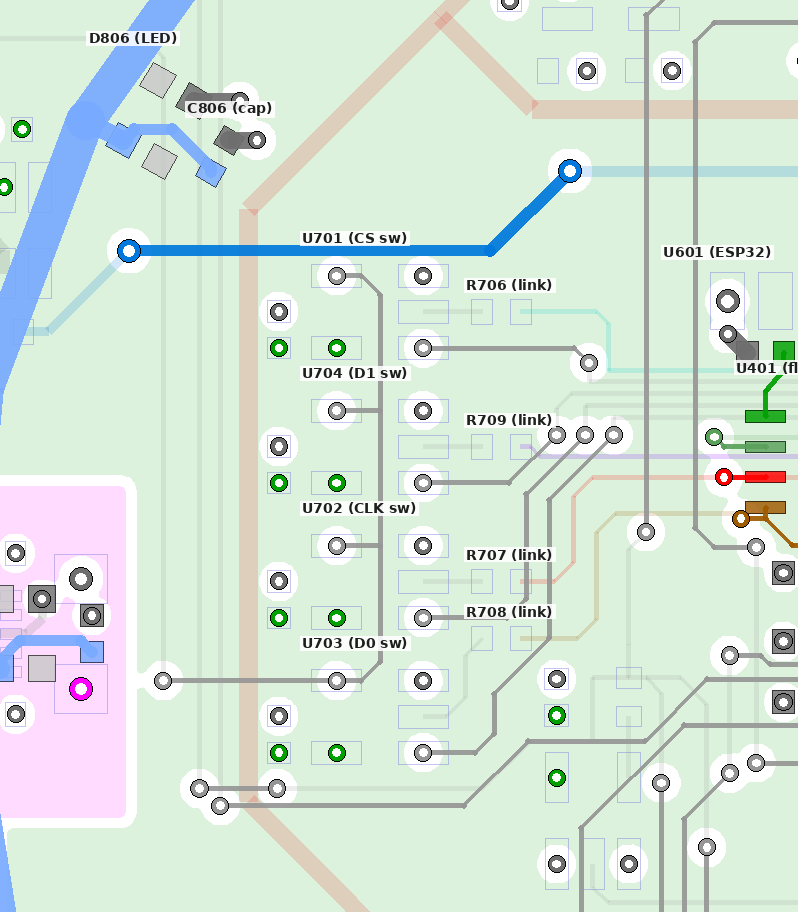 D806 (LED)
C806 (cap)
U701 (CS sw)
U601 (ESP32)
R706 (link)
U704 (D1 sw)
U401 (fl
R709 (link)
U702 (CLK sw)
R707 (link)
R708 (link)
U703 (D0 sw)